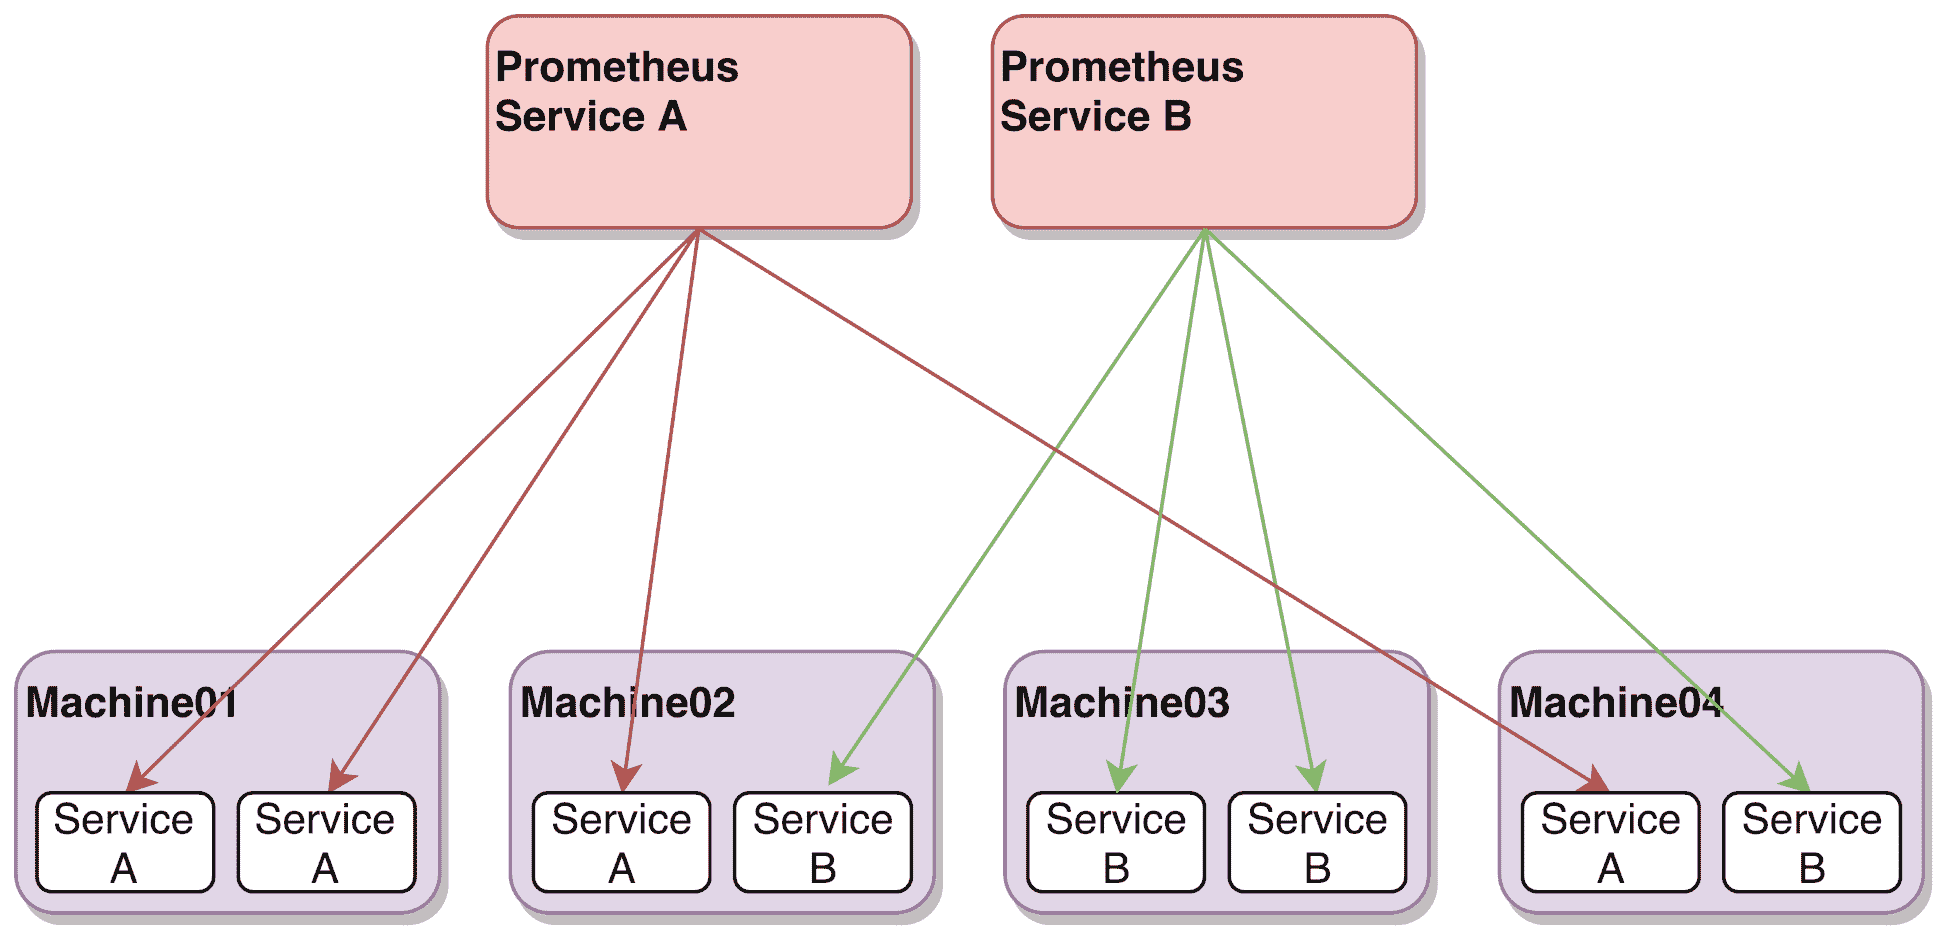 Prometheus
Service A
Prometheus
Service B
Machine01
Service
A
Service
A
Machine02
Service
A
Service
B
Machine03
Service
B
Service
B
Machine04
Service
A
Service
B